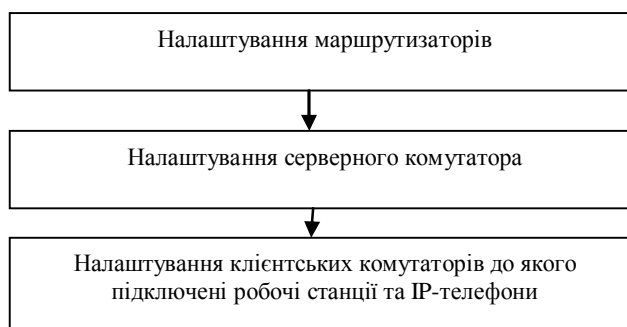 Налаштування маршрутизаторів
Налаштування серверного комутатора
Налаштування клієнтських комутаторів до якого
підключені робочі станції та IP-телефони